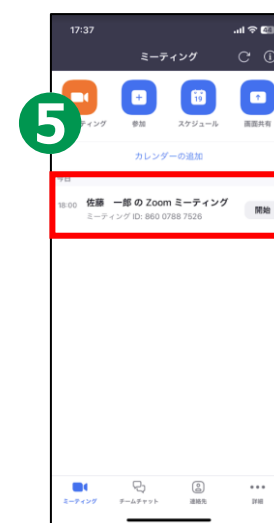 17:37
48
ミーティング
5
ティング 参加 スケジュール 画面共有
19
カレンダーの追加
今日
18:00 佐藤 一郎 の Zoom ミーティング 開始
ミーティング ID: 860 0788 7526
ミーティング チームチャット 連絡先 詳細